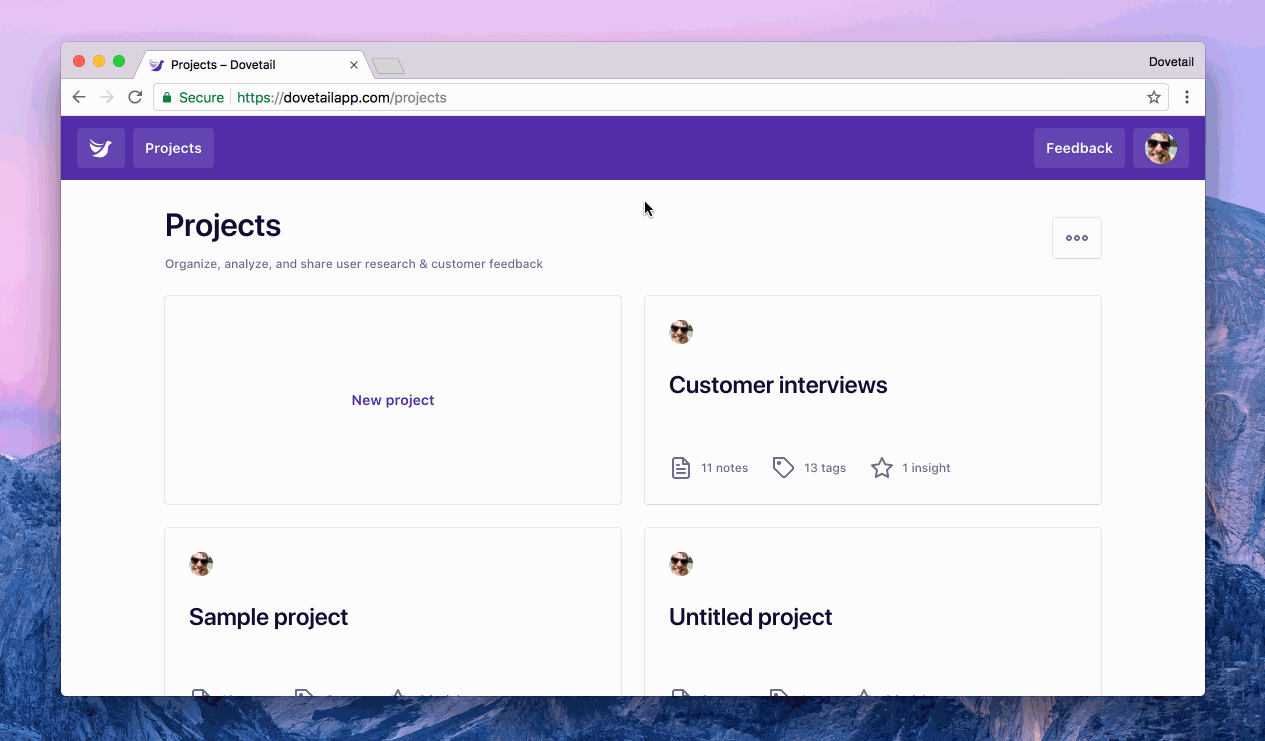 Projects – Dovetail
Dovetail
Secure https://dovetailapp.com/projects
Projects
Feedback
Projects
Organize, analyze, and share user research & customer feedback
New project
Customer interviews
11 notes 13 tags 1 insight
Sample project
Untitled project